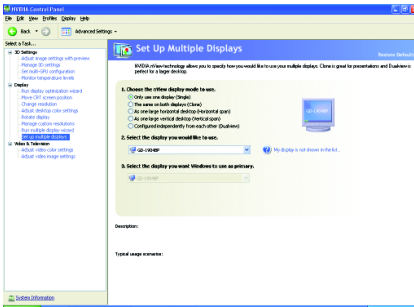 NVIDIA Control Panel
File Edit View Profiles Display Help
Back Advanced Settings
Select a Task...
3D Settings
Adjust image settings with preview
Manage 3D settings
Set multi-GPU configuration
Monitor temperature levels
Display
Run display optimization wizard
Move CRT screen position
Change resolution
Adjust desktop color settings
Rotate display
Manage custom resolutions
Run multiple display wizard
Set up multiple displays
Video & Television
Adjust video color settings
Adjust video image settings
System Information
Set Up Multiple Displays
Restore Defaults
NVIDIA nView technology allows you to specify how you would like to use your multiple displays. Clone is great for presentations and Dualview is
perfect for a larger desktop.
1. Choose the nView display mode to use.
Only use one display (Single)
The same on both displays (Clone)
As one large horizontal desktop (Horizontal span)
As one large vertical desktop (Vertical span)
Configured independently from each other (Dualview)
2. Select the display you would like to use.
My display is not shown in the list...
3. Select the display you want Windows to use as primary.
Description:
Typical usage scenarios: